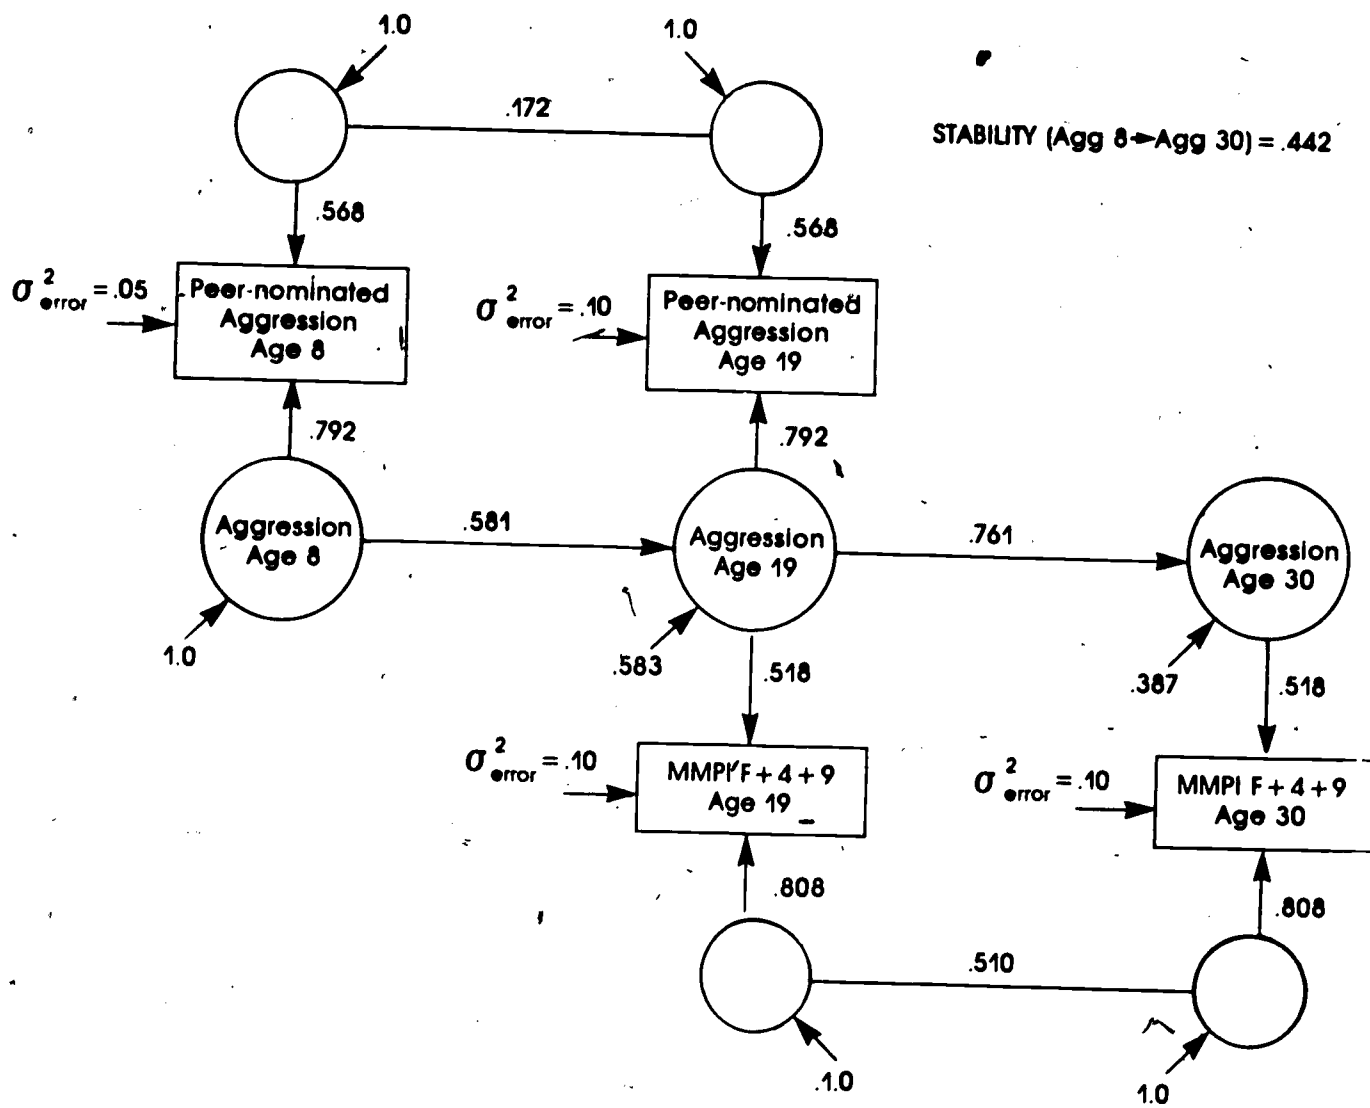 1.0
1.0
.172
STABILITY (Agg 8→Agg 30) = .442
.568
.568
σ²error = .05
Peer-nominated
Aggression
Age 8
σ²error = .10
Peer-nominated
Aggression
Age 19
.792
.792
Aggression
Age 8
.581
Aggression
Age 19
.761
Aggression
Age 30
1.0
.583
.518
.387
.518
σ²error = .10
MMPI F + 4 + 9
Age 19
σ²error = .10
MMPI F + 4 + 9
Age 30
.808
.808
.510
.1.0
1.0